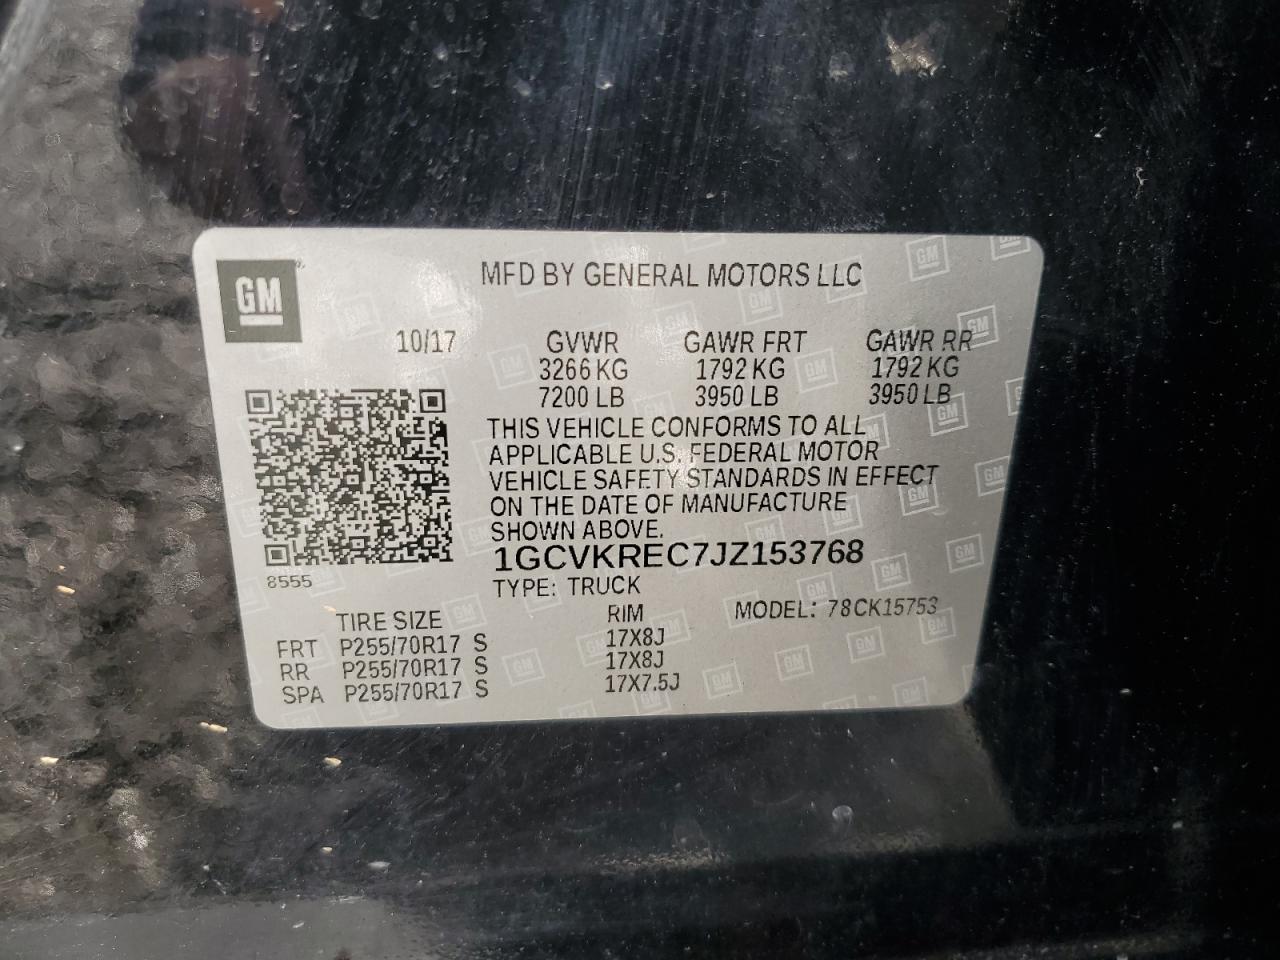 GM
MFD BY GENERAL MOTORS LLC
10/17 GVWR GAWR FRT GAWR RR
3266 KG 1792 KG 1792 KG
7200 LB 3950 LB 3950 LB
THIS VEHICLE CONFORMS TO ALL
APPLICABLE U.S. FEDERAL MOTOR
VEHICLE SAFETY STANDARDS IN EFFECT
ON THE DATE OF MANUFACTURE
SHOWN ABOVE.
1GCVKREC7JZ153768
8555
TYPE: TRUCK
TIRE SIZE RIM MODEL: 78CK15753
FRT P255/70R17 S 17X8J
RR P255/70R17 S 17X8J
SPA P255/70R17 S 17X7.5J